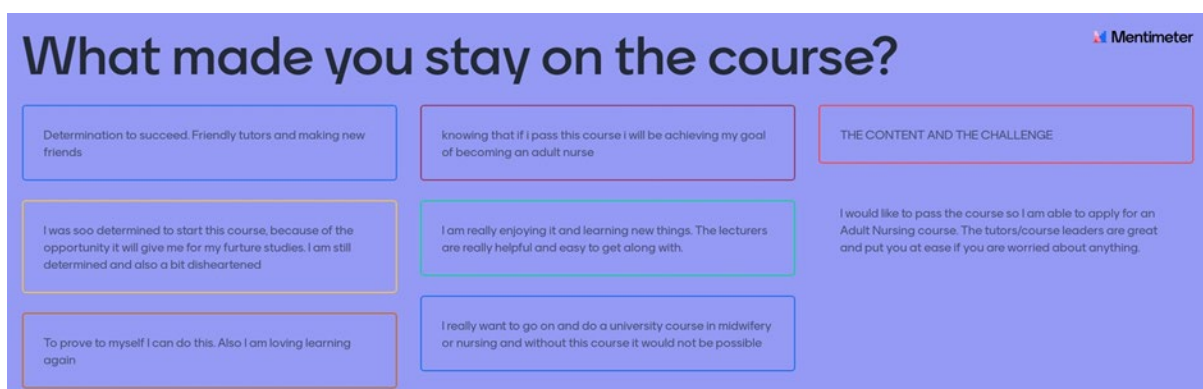 What made you stay on the course?
Mentimeter
Determination to succeed. Friendly tutors and making new
friends
I was soo determined to start this course, because of the
opportunity it will give me for my furture studies. I am still
determined and also a bit disheartened
To prove to myself I can do this. Also I am loving learning
again
knowing that if i pass this course i will be achieving my goal
of becoming an adult nurse
I am really enjoying it and learning new things. The lecturers
are really helpful and easy to get along with.
I really want to go on and do a university course in midwifery
or nursing and without this course it would not be possible
THE CONTENT AND THE CHALLENGE
I would like to pass the course so I am able to apply for an
Adult Nursing course. The tutors/course leaders are great
and put you at ease if you are worried about anything.